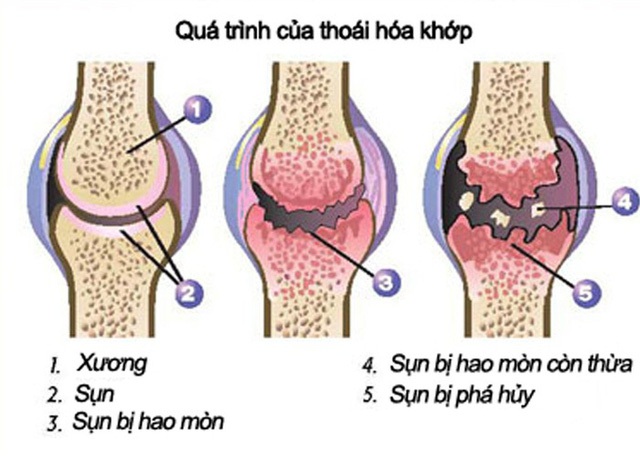 Quá trình của thoái hóa khớp
1
2
3
4
5
1. Xương
2. Sụn
3. Sụn bị hao mòn
4. Sụn bị hao mòn còn thừa
5. Sụn bị phá hủy